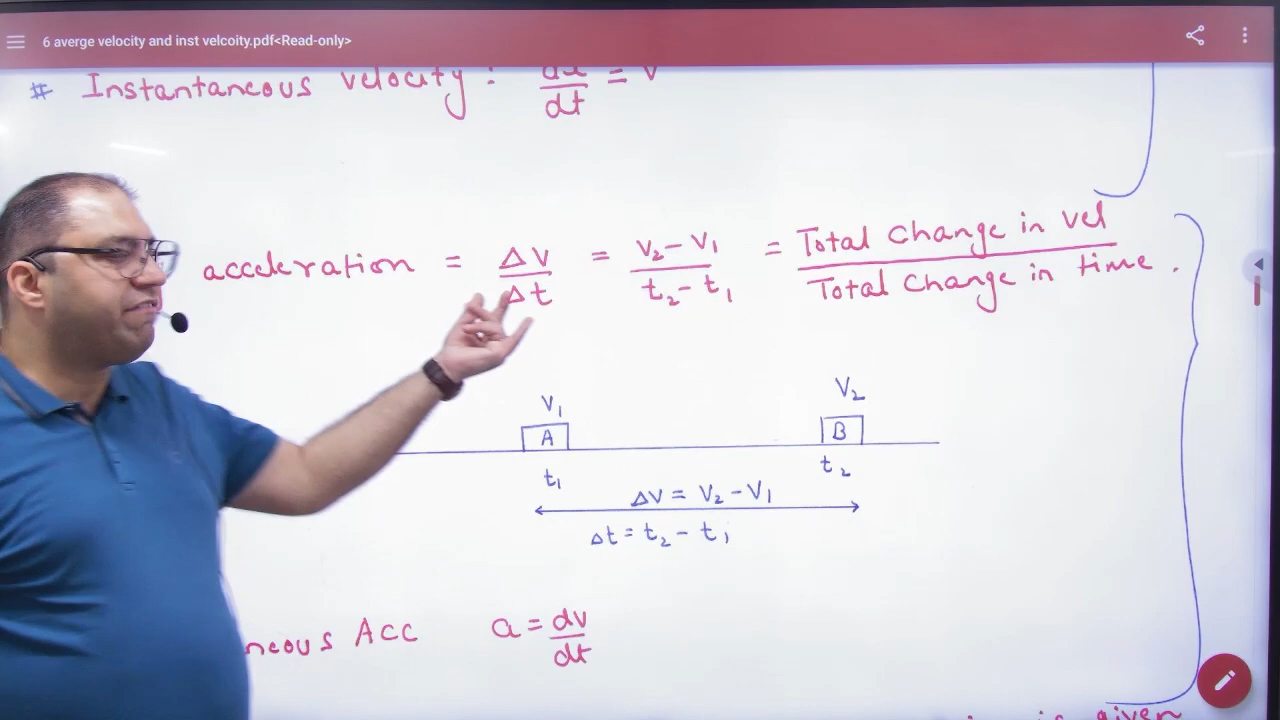 6 averge velocity and inst velcoity.pdf<Read-only>
# Instantaneous velocity : dx/dt = v
acceleration = Δv/Δt = (v₂ - v₁)/(t₂ - t₁) = Total change in vel / Total change in time .
V₁ V₂
A B
t₁ t₂
Δv = v₂ - v₁
Δt = t₂ - t₁
neous Acc a = dv/dt
is given